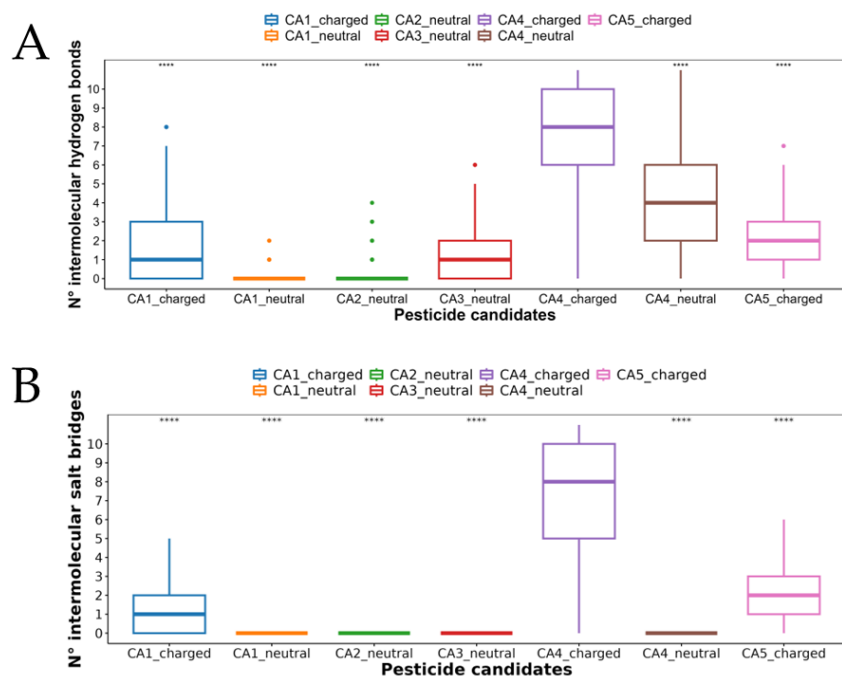 A
CA1_charged CA2_neutral CA4_charged CA5_charged
CA1_neutral CA3_neutral CA4_neutral
N° intermolecular hydrogen bonds
**** **** **** **** **** ****
10
9
8
7
6
5
4
3
2
1
0
CA1_charged CA1_neutral CA2_neutral CA3_neutral CA4_charged CA4_neutral CA5_charged
Pesticide candidates
B
CA1_charged CA2_neutral CA4_charged CA5_charged
CA1_neutral CA3_neutral CA4_neutral
N° intermolecular salt bridges
**** **** **** **** **** ****
10
9
8
7
6
5
4
3
2
1
0
CA1_charged CA1_neutral CA2_neutral CA3_neutral CA4_charged CA4_neutral CA5_charged
Pesticide candidates